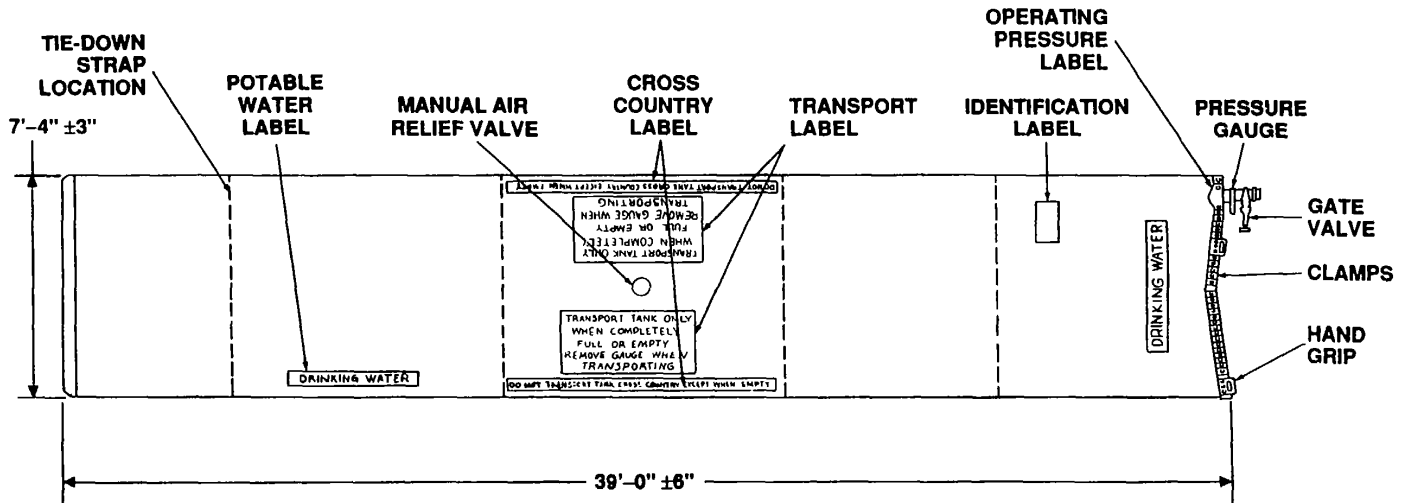 OPERATING
PRESSURE
LABEL
TIE-DOWN
STRAP
LOCATION
POTABLE
WATER
LABEL
MANUAL AIR
RELIEF VALVE
CROSS
COUNTRY
LABEL
TRANSPORT
LABEL
IDENTIFICATION
LABEL
PRESSURE
GAUGE
7'–4" ±3"
DO NOT TRANSPORT TANK CROSS COUNTRY EXCEPT WHEN EMPTY
TRANSPORT TANK ONLY
WHEN COMPLETELY
FULL OR EMPTY
REMOVE GAUGE WHEN
TRANSPORTING
GATE
VALVE
CLAMPS
DRINKING WATER
TRANSPORT TANK ONLY
WHEN COMPLETELY
FULL OR EMPTY
REMOVE GAUGE WHEN
TRANSPORTING
HAND
GRIP
DRINKING WATER
DO NOT TRANSPORT TANK CROSS COUNTRY EXCEPT WHEN EMPTY
39'–0" ±6"